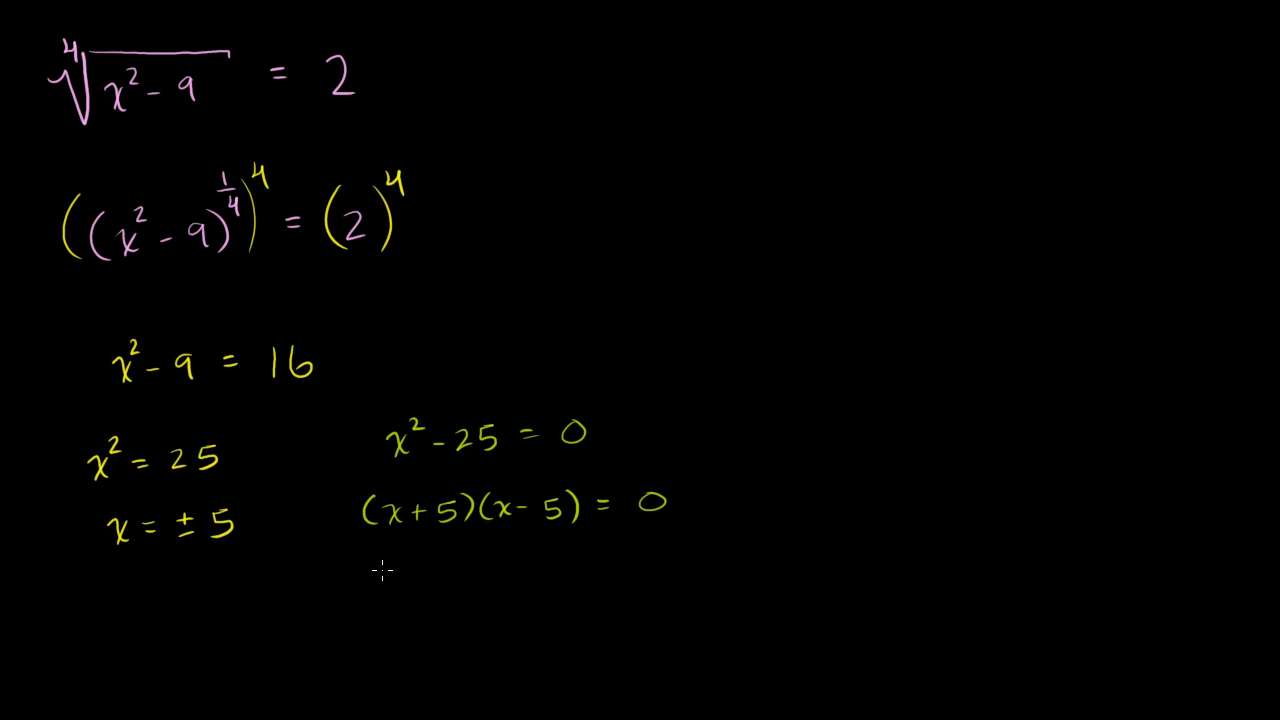 ∜(x² - 9) = 2
((x² - 9)^(1/4))^4 = (2)^4
x² - 9 = 16
x² = 25
x = ± 5
x² - 25 = 0
(x + 5)(x - 5) = 0